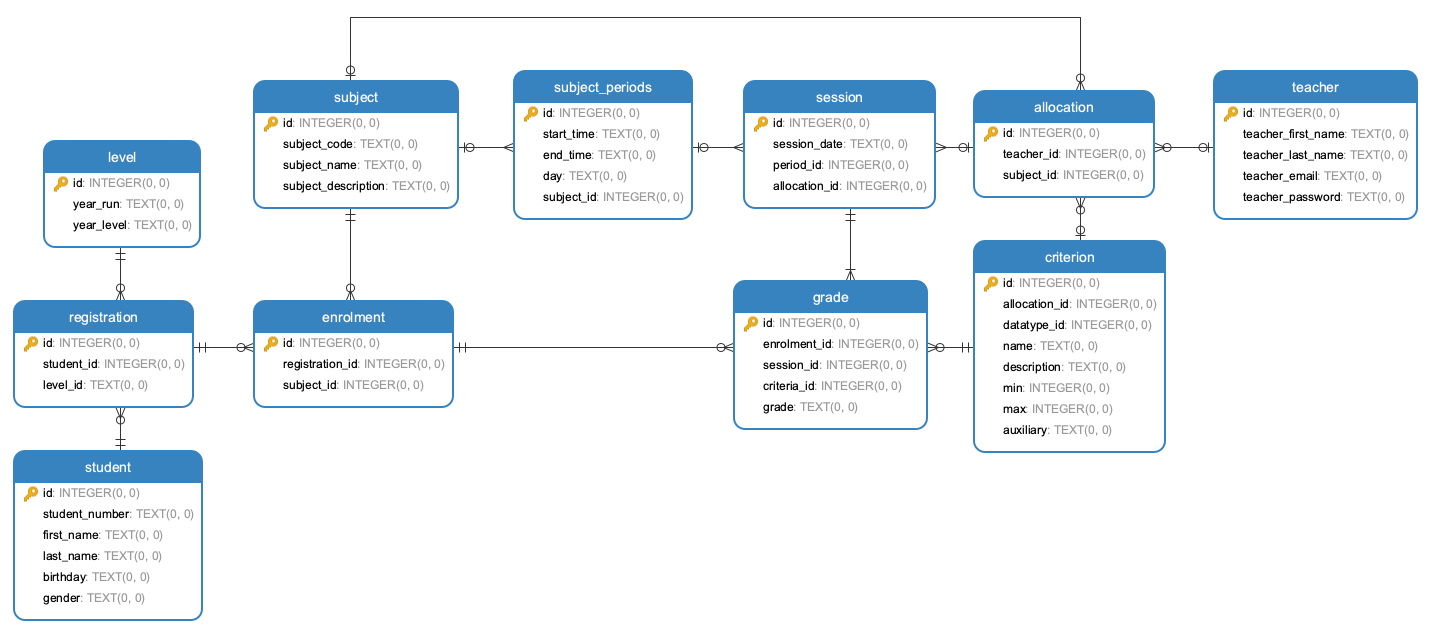 subject
id: INTEGER(0, 0)
subject_code: TEXT(0, 0)
subject_name: TEXT(0, 0)
subject_description: TEXT(0, 0)
subject_periods
id: INTEGER(0, 0)
start_time: TEXT(0, 0)
end_time: TEXT(0, 0)
day: TEXT(0, 0)
subject_id: INTEGER(0, 0)
session
id: INTEGER(0, 0)
session_date: TEXT(0, 0)
period_id: INTEGER(0, 0)
allocation_id: INTEGER(0, 0)
allocation
id: INTEGER(0, 0)
teacher_id: INTEGER(0, 0)
subject_id: INTEGER(0, 0)
teacher
id: INTEGER(0, 0)
teacher_first_name: TEXT(0, 0)
teacher_last_name: TEXT(0, 0)
teacher_email: TEXT(0, 0)
teacher_password: TEXT(0, 0)
level
id: INTEGER(0, 0)
year_run: TEXT(0, 0)
year_level: TEXT(0, 0)
registration
id: INTEGER(0, 0)
student_id: INTEGER(0, 0)
level_id: TEXT(0, 0)
enrolment
id: INTEGER(0, 0)
registration_id: INTEGER(0, 0)
subject_id: INTEGER(0, 0)
grade
id: INTEGER(0, 0)
enrolment_id: INTEGER(0, 0)
session_id: INTEGER(0, 0)
criteria_id: INTEGER(0, 0)
grade: TEXT(0, 0)
criterion
id: INTEGER(0, 0)
allocation_id: INTEGER(0, 0)
datatype_id: INTEGER(0, 0)
name: TEXT(0, 0)
description: TEXT(0, 0)
min: INTEGER(0, 0)
max: INTEGER(0, 0)
auxiliary: TEXT(0, 0)
student
id: INTEGER(0, 0)
student_number: TEXT(0, 0)
first_name: TEXT(0, 0)
last_name: TEXT(0, 0)
birthday: TEXT(0, 0)
gender: TEXT(0, 0)